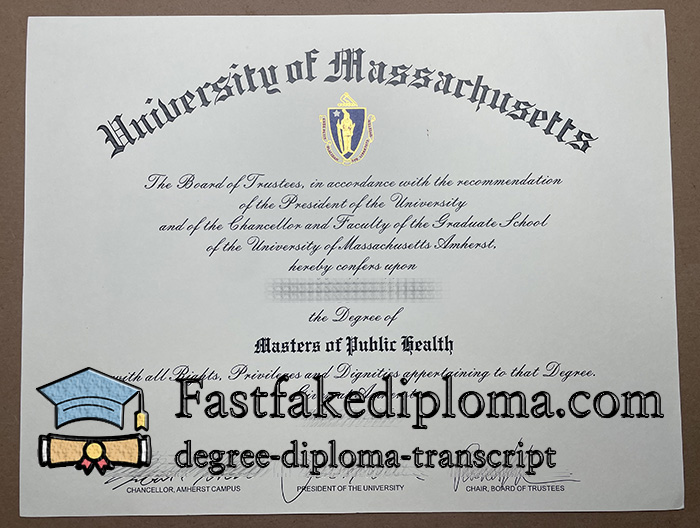 University of Massachusetts
The Board of Trustees, in accordance with the recommendation
of the President of the University
and of the Chancellor and Faculty of the Graduate School
of the University of Massachusetts Amherst,
hereby confers upon
the Degree of
Masters of Public Health
with all Rights, Privileges and Dignities appertaining to that Degree.
Fastfakediploma.com
degree-diploma-transcript
CHANCELLOR, AMHERST CAMPUS PRESIDENT OF THE UNIVERSITY CHAIR, BOARD OF TRUSTEES